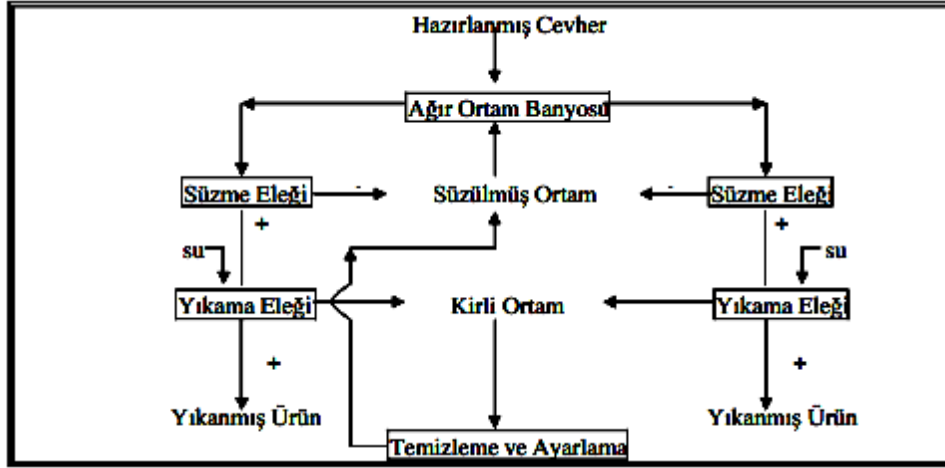 Hazırlanmış Cevher
Ağır Ortam Banyosu
Süzme Eleği - Süzülmüş Ortam - Süzme Eleği
+ +
su su
Yıkama Eleği Kirli Ortam Yıkama Eleği
+ +
Yıkanmış Ürün Yıkanmış Ürün
Temizleme ve Ayarlama